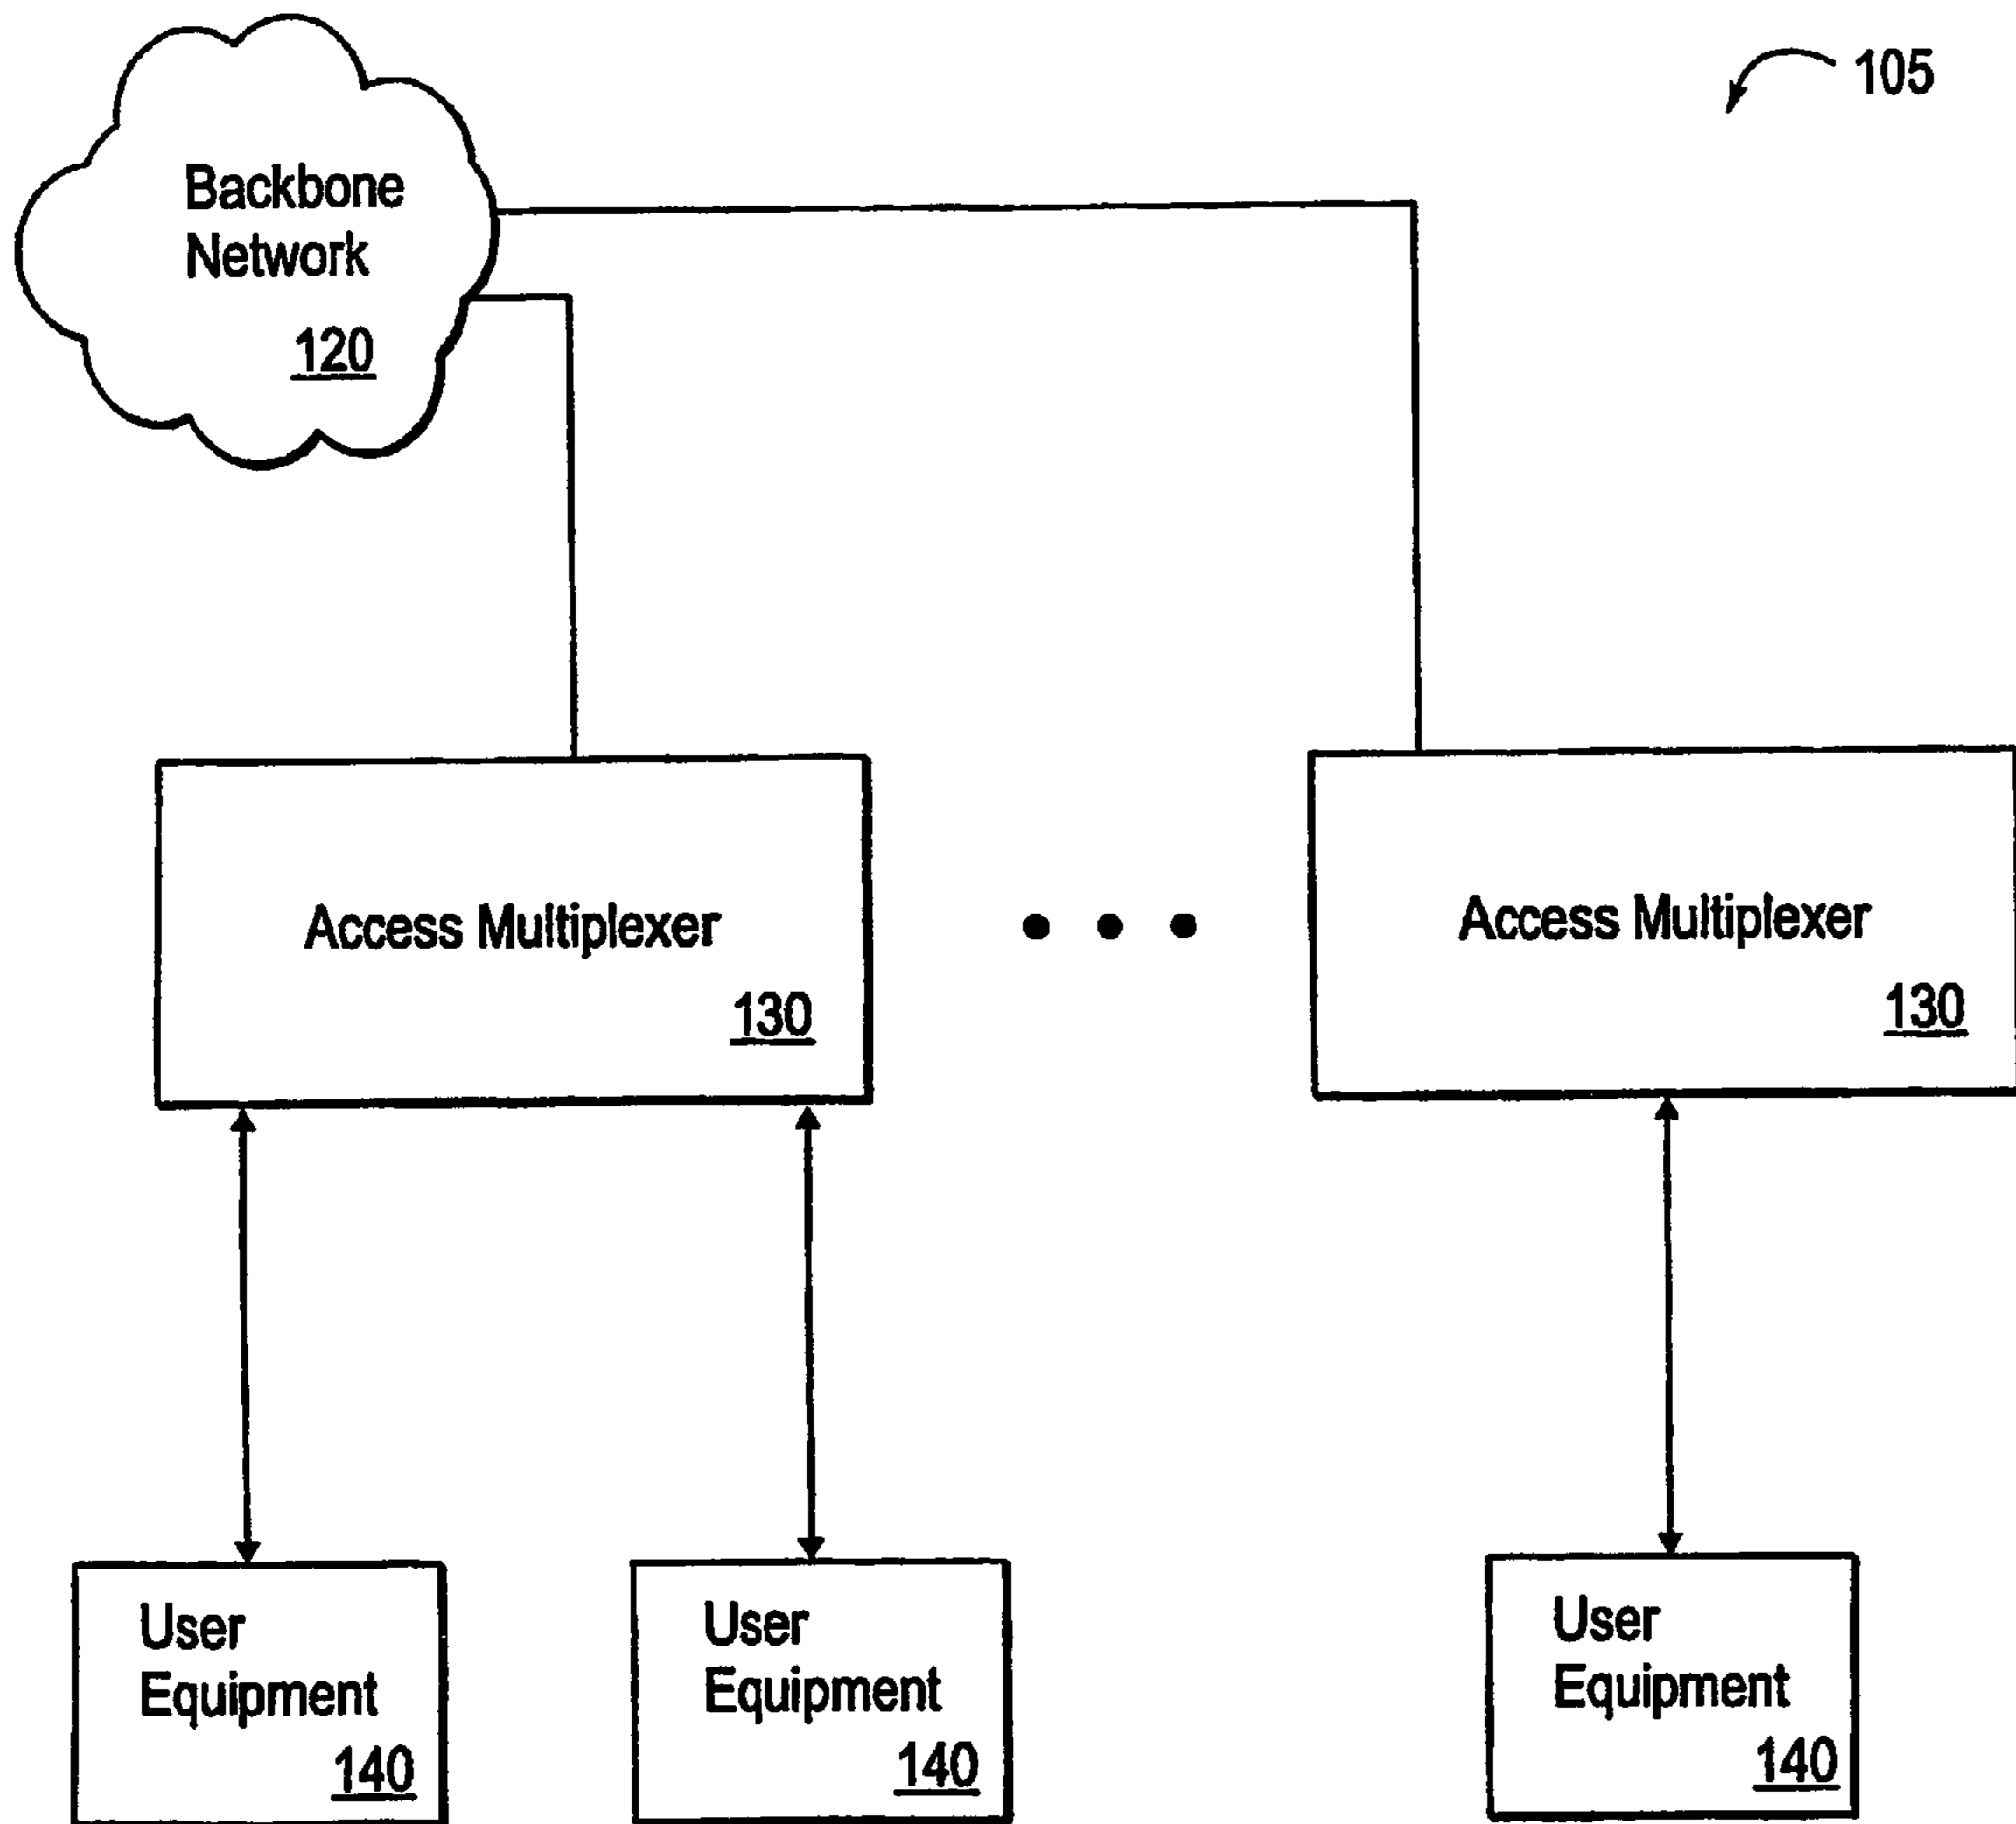 105
Backbone
Network
120
Access Multiplexer
130
Access Multiplexer
130
User
Equipment
140
User
Equipment
140
User
Equipment
140